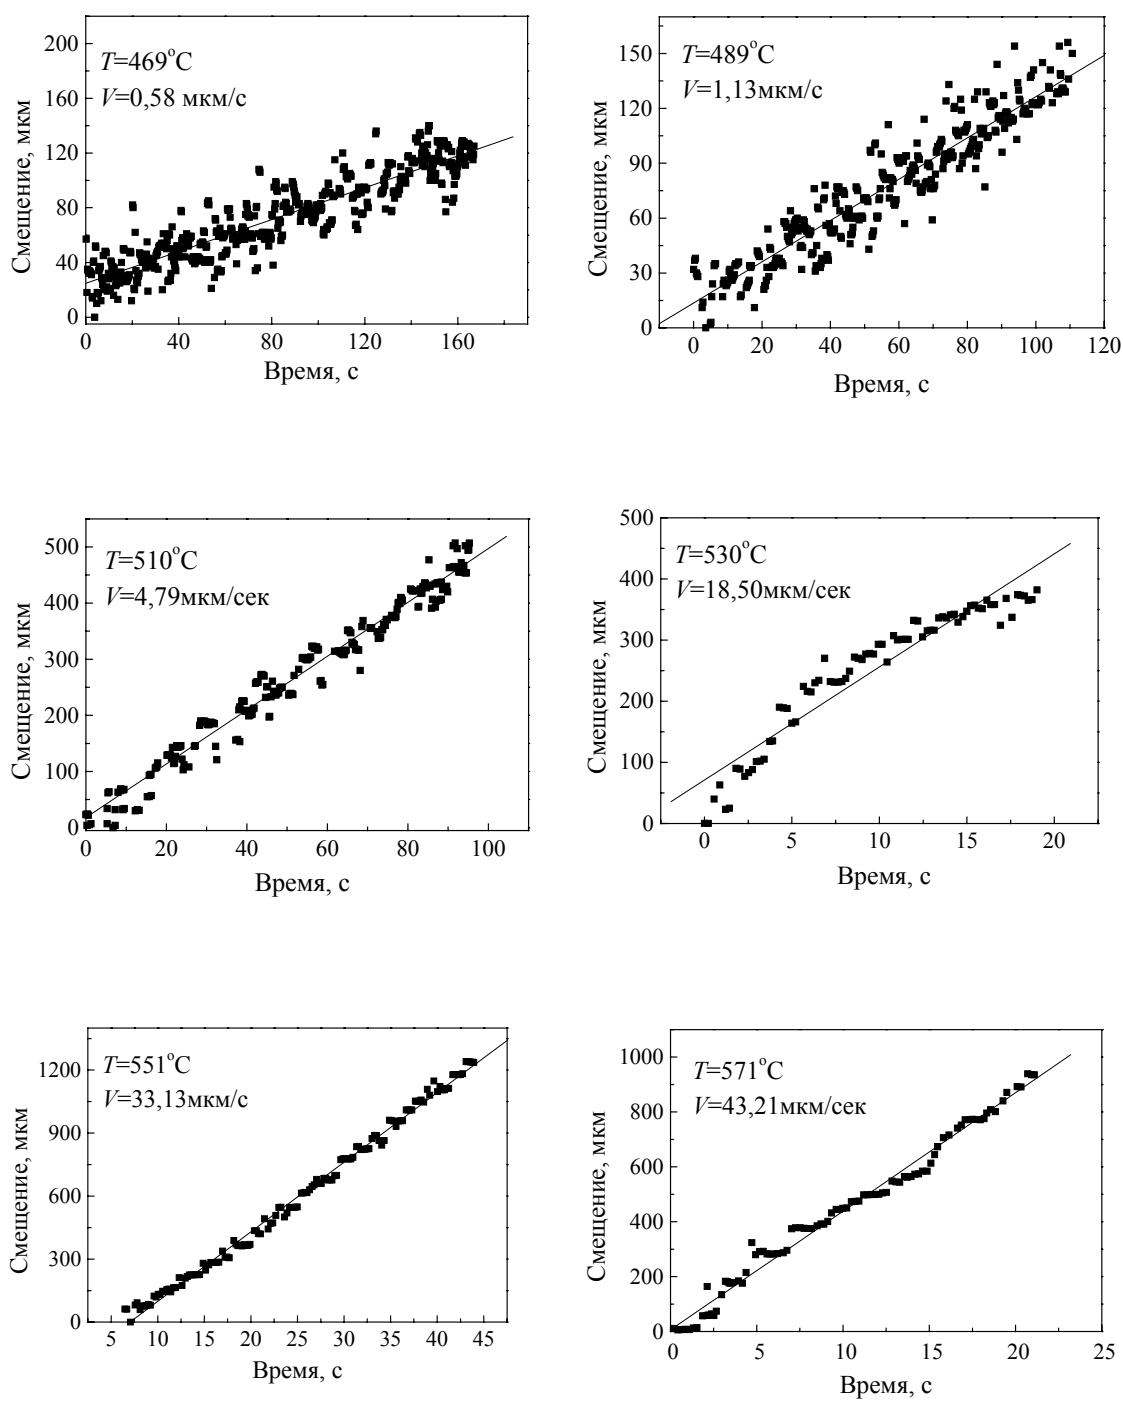 T=469°C
V=0,58 мкм/с
Смещение, мкм
200
160
120
80
40
0
0 40 80 120 160
Время, с
T=489°C
V=1,13мкм/с
Смещение, мкм
150
120
90
60
30
0
0 20 40 60 80 100 120
Время, с
T=510°C
V=4,79мкм/сек
Смещение, мкм
500
400
300
200
100
0
0 20 40 60 80 100
Время, с
T=530°C
V=18,50мкм/сек
Смещение, мкм
500
400
300
200
100
0
0 5 10 15 20
Время, с
T=551°C
V=33,13мкм/с
Смещение, мкм
1200
900
600
300
0
5 10 15 20 25 30 35 40 45
Время, с
T=571°C
V=43,21мкм/сек
Смещение, мкм
1000
800
600
400
200
0
0 5 10 15 20 25
Время, с